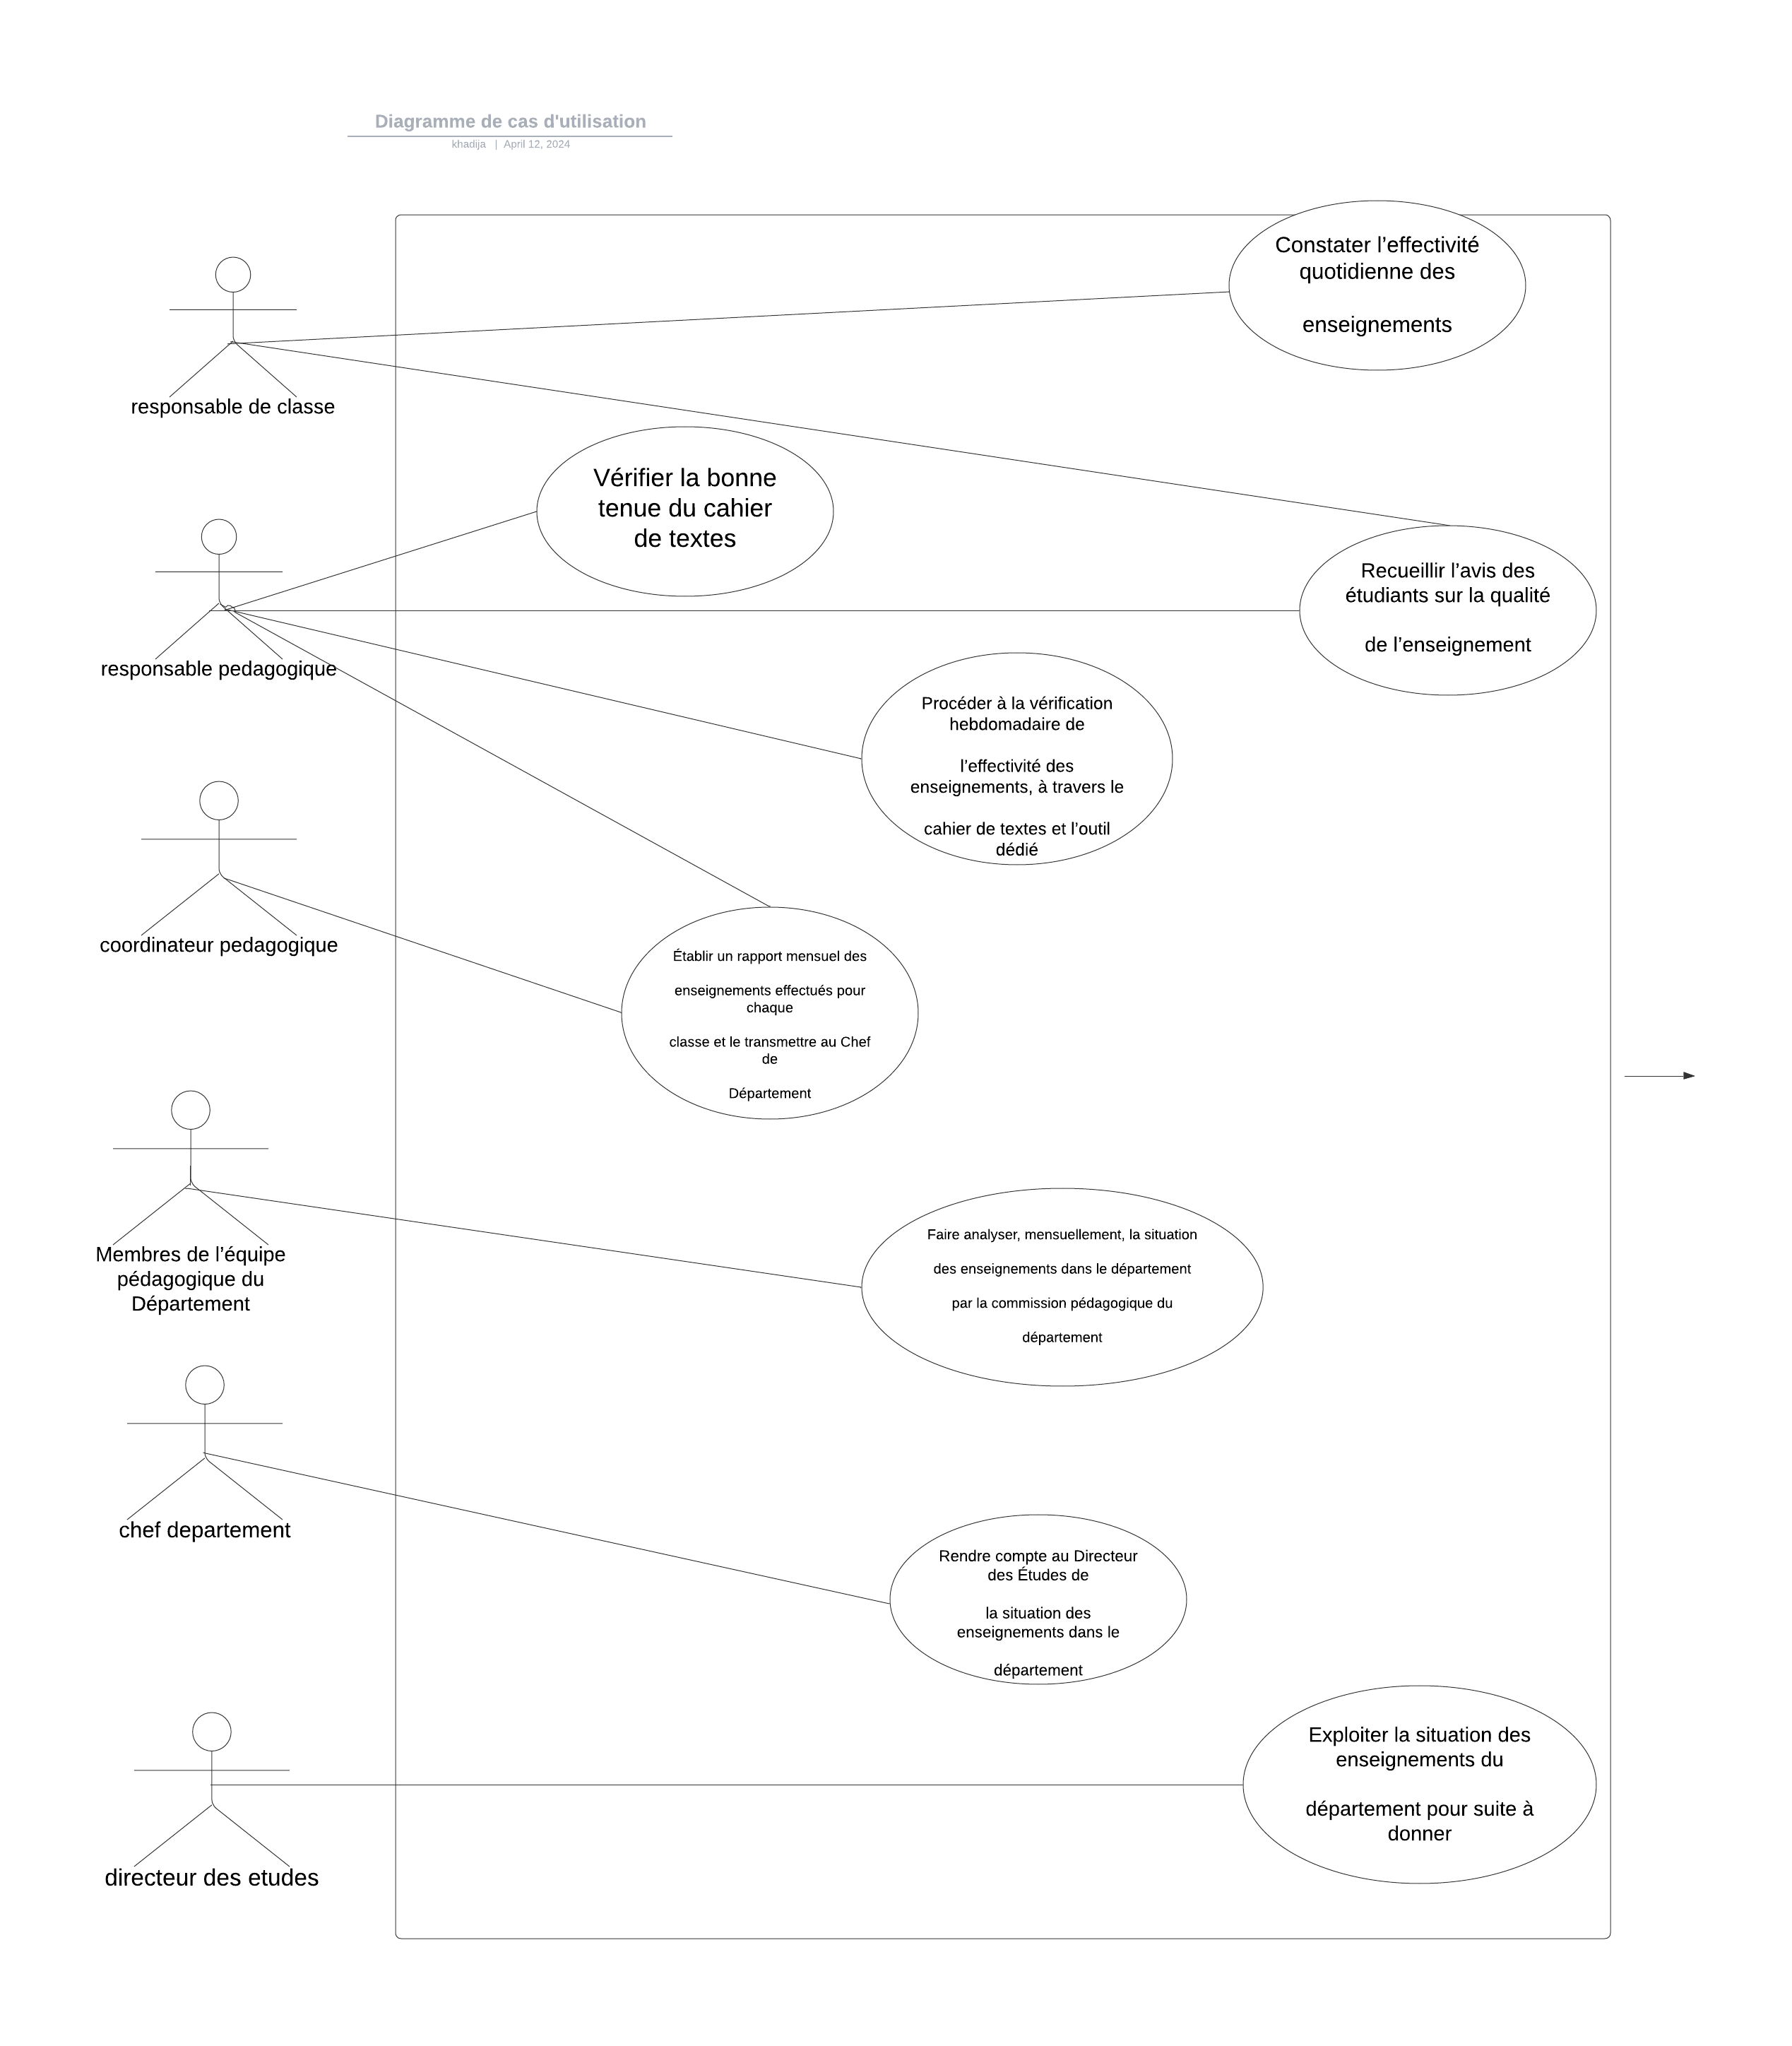 Diagramme de cas d'utilisation
khadija | April 12, 2024
Constater l’effectivité
quotidienne des
enseignements
responsable de classe
Vérifier la bonne
tenue du cahier
de textes
Recueillir l’avis des
étudiants sur la qualité
de l’enseignement
responsable pedagogique
Procéder à la vérification
hebdomadaire de
l’effectivité des
enseignements, à travers le
cahier de textes et l’outil
dédié
coordinateur pedagogique
Établir un rapport mensuel des
enseignements effectués pour
chaque
classe et le transmettre au Chef
de
Département
Membres de l’équipe
pédagogique du
Département
Faire analyser, mensuellement, la situation
des enseignements dans le département
par la commission pédagogique du
département
chef departement
Rendre compte au Directeur
des Études de
la situation des
enseignements dans le
département
Exploiter la situation des
enseignements du
département pour suite à
donner
directeur des etudes